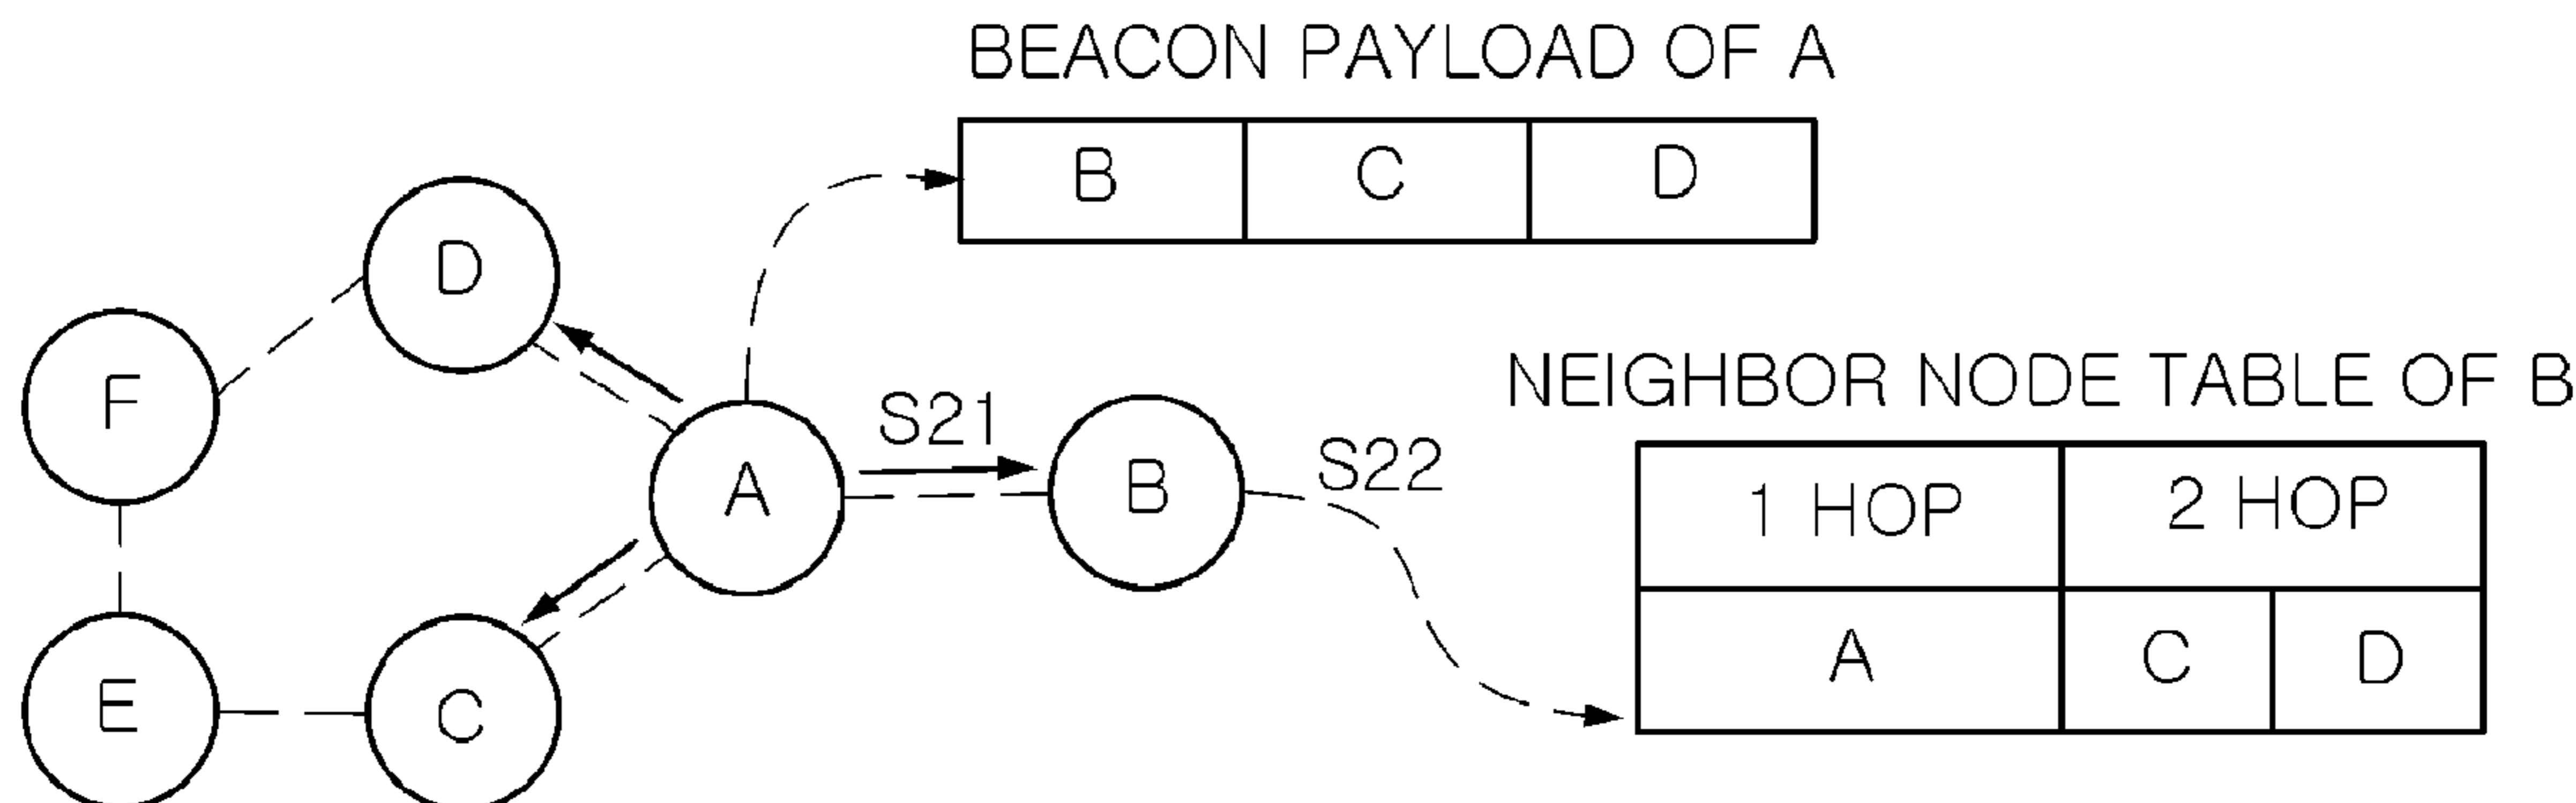 BEACON PAYLOAD OF A
B C D
D
F
A
S21
B
S22
E
C
NEIGHBOR NODE TABLE OF B
1 HOP 2 HOP
A C D